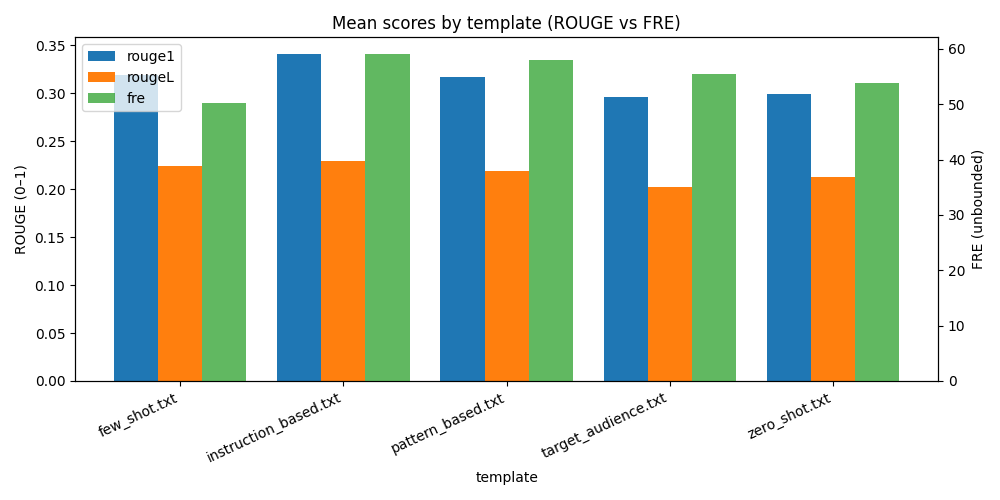 Mean scores by template (ROUGE vs FRE)
rouge1
rougeL
fre
ROUGE (0–1)
0.35
0.30
0.25
0.20
0.15
0.10
0.05
0.00
FRE (unbounded)
60
50
40
30
20
10
0
few_shot.txt
instruction_based.txt
pattern_based.txt
target_audience.txt
zero_shot.txt
template